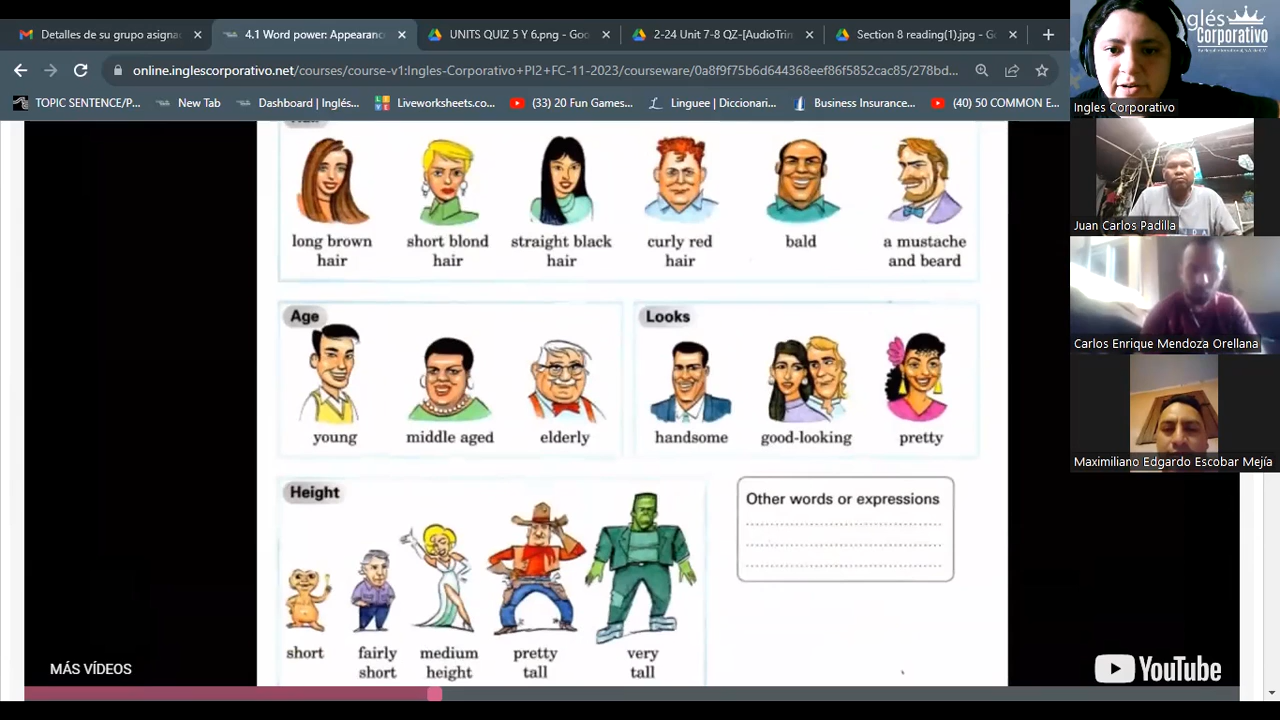 Detalles de su grupo asigna
4.1 Word power: Appearanc
UNITS QUIZ 5 Y 6.png - Goo
2-24 Unit 7-8 QZ-[AudioTrim
Section 8 reading(1).jpg - G
online.inglescorporativo.net/courses/course-v1:Ingles-Corporativo+PI2+FC-11-2023/courseware/0a8f9f75b6d644368eef86f5852cac85/278bd...
TOPIC SENTENCE/P...
New Tab
Dashboard | Inglés...
Liveworksheets.co...
(33) 20 Fun Games...
Linguee | Diccionari...
Business Insurance...
(40) 50 COMMON E...
long brown
hair
short blond
hair
straight black
hair
curly red
hair
bald
a mustache
and beard
Age
young
middle aged
elderly
Looks
handsome
good-looking
pretty
Height
short
fairly
short
medium
height
pretty
tall
very
tall
Other words or expressions
MÁS VÍDEOS
YouTube
glés
corporativo
Ingles Corporativo
Juan Carlos Padilla
Carlos Enrique Mendoza Orellana
Maximiliano Edgardo Escobar Mejía